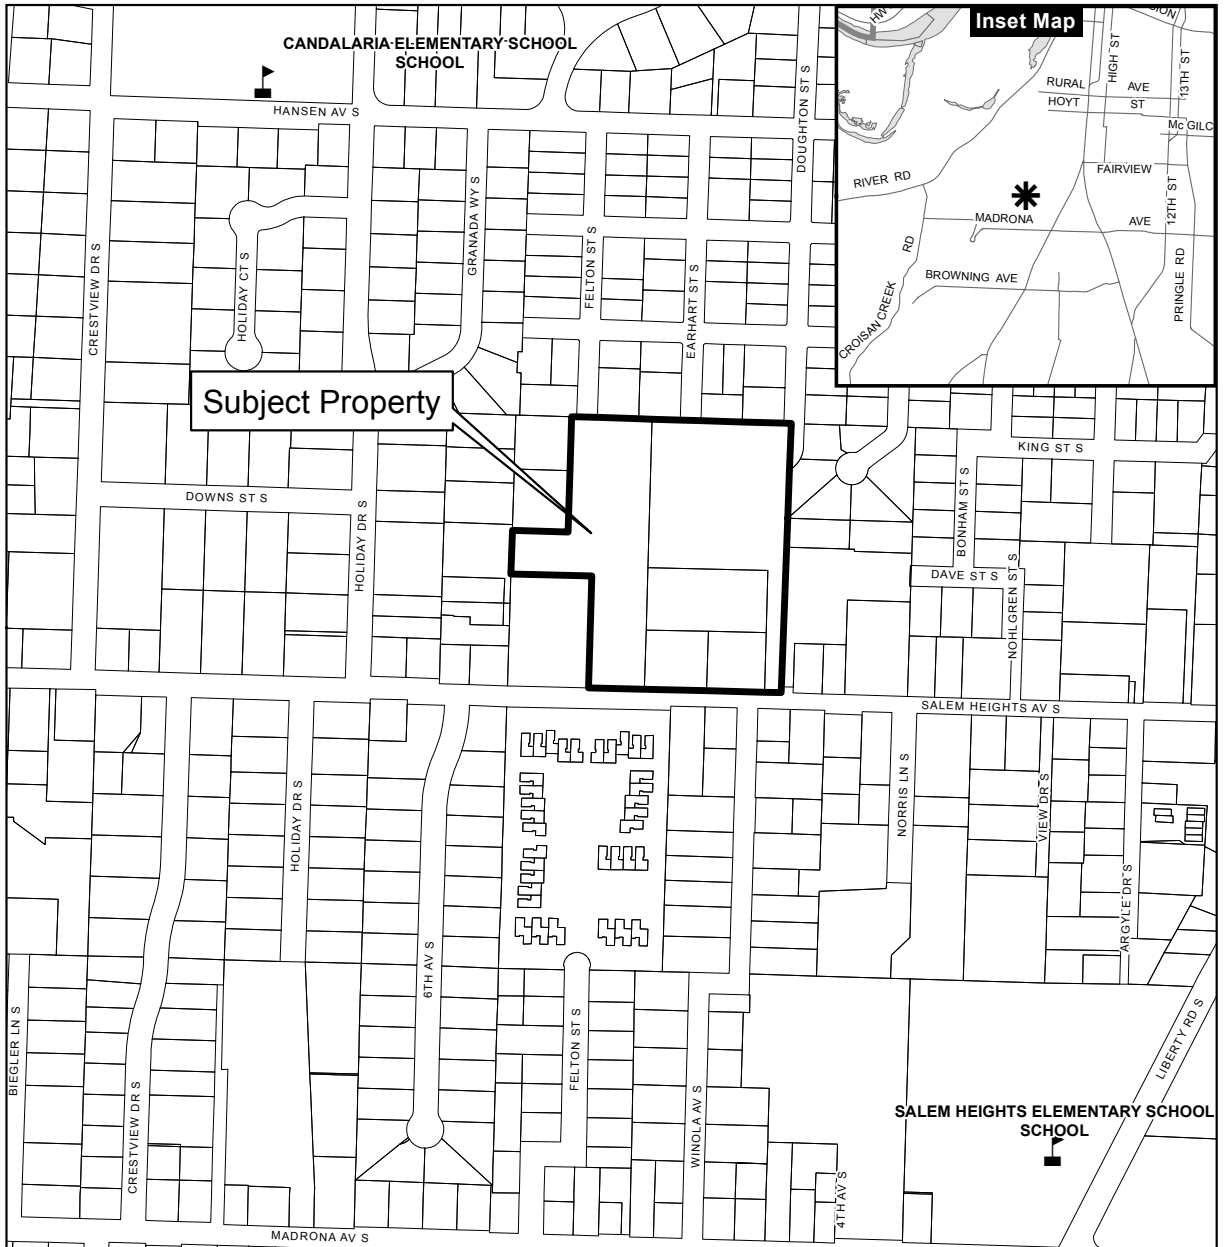 CANDALARIA ELEMENTARY SCHOOL
SCHOOL
HANSEN AV S
DOUGHTON ST S
GRANADA WY S
FELTON ST S
EARHART ST S
CRESTVIEW DR S
HOLIDAY CT S
Inset Map
HW
SION
HIGH ST
13TH ST
RURAL AVE
HOYT ST
Mc GILC
FAIRVIEW
RIVER RD
12TH ST
MADRONA AVE
CROISAN CREEK RD
BROWNING AVE
PRINGLE RD
Subject Property
KING ST S
DOWNS ST S
HOLIDAY DR S
BONHAM ST S
DAVE ST S
NOHLGREN ST S
SALEM HEIGHTS AV S
HOLIDAY DR S
NORRIS LN S
VIEW DR S
ARGYLE DR S
6TH AV S
BIEGLER LN S
CRESTVIEW DR S
FELTON ST S
WINOLA AV S
LIBERTY RD S
SALEM HEIGHTS ELEMENTARY SCHOOL
SCHOOL
4TH AV S
MADRONA AV S